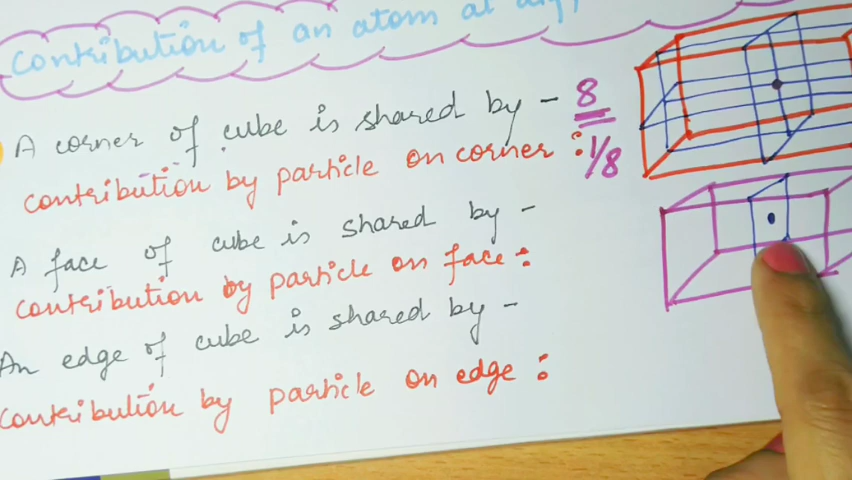 Contribution of an atom at
A corner of cube is shared by - 8
contribution by particle on corner : 1/8
A face of cube is shared by -
contribution by particle on face :
An edge of cube is shared by -
contribution by particle on edge :